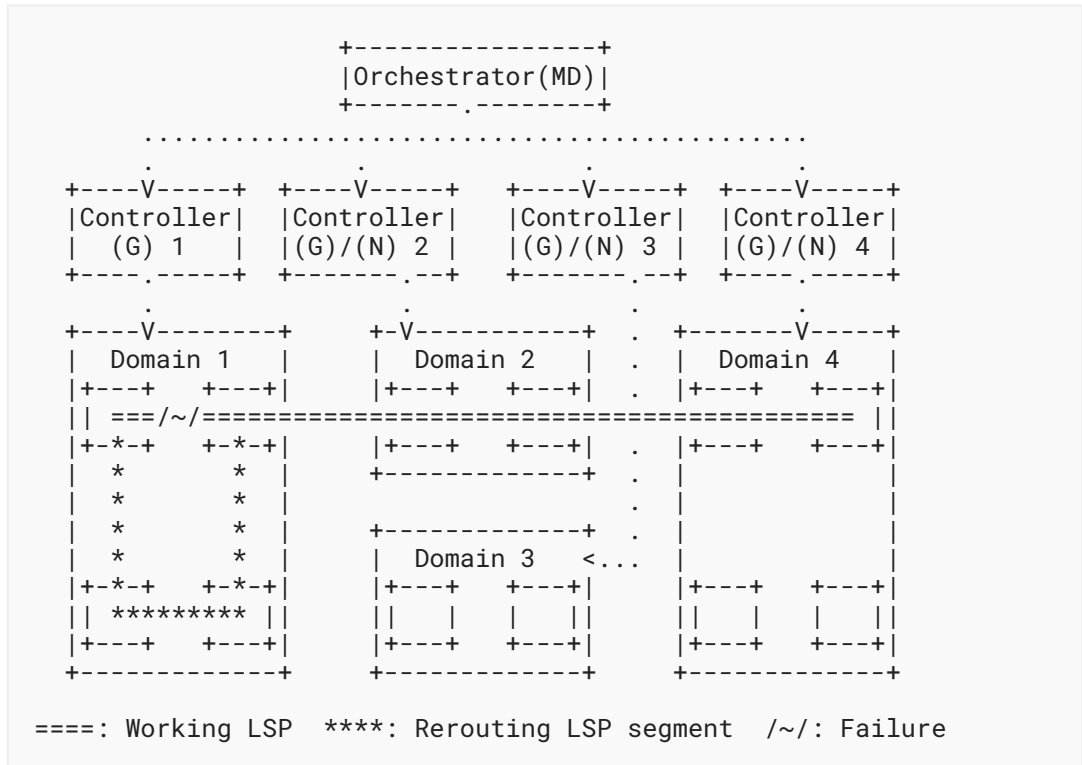 +----------------+
                    |Orchestrator(MD)|
                    +-------.--------+
       ............................................
       .              .               .             .
  +----V-----+  +----V-----+   +----V-----+  +----V-----+
  |Controller|  |Controller|   |Controller|  |Controller|
  |  (G) 1   |  |(G)/(N) 2 |   |(G)/(N) 3 |  |(G)/(N) 4 |
  +----.-----+  +-------.--+   +-------.--+  +----.-----+
       .                .              .          .
  +----V--------+     +-V-----------+  .  +-------V-----+
  |  Domain 1   |     |  Domain 2   |  .  |  Domain 4   |
  |+---+   +---+|     |+---+   +---+|  .  |+---+   +---+|
  || ===/~/=========================================== ||
  |+-*-+   +-*-+|     |+---+   +---+|  .  |+---+   +---+|
  |  *       *  |     +-------------+  .  |             |
  |  *       *  |                      .  |             |
  |  *       *  |     +-------------+  .  |             |
  |  *       *  |     |  Domain 3   <...  |             |
  |+-*-+   +-*-+|     |+---+   +---+|     |+---+   +---+|
  || ********* ||     ||   |   |   ||     ||   |   |   ||
  |+---+   +---+|     |+---+   +---+|     |+---+   +---+|
  +-------------+     +-------------+     +-------------+
====: Working LSP  ****: Rerouting LSP segment  /~/: Failure